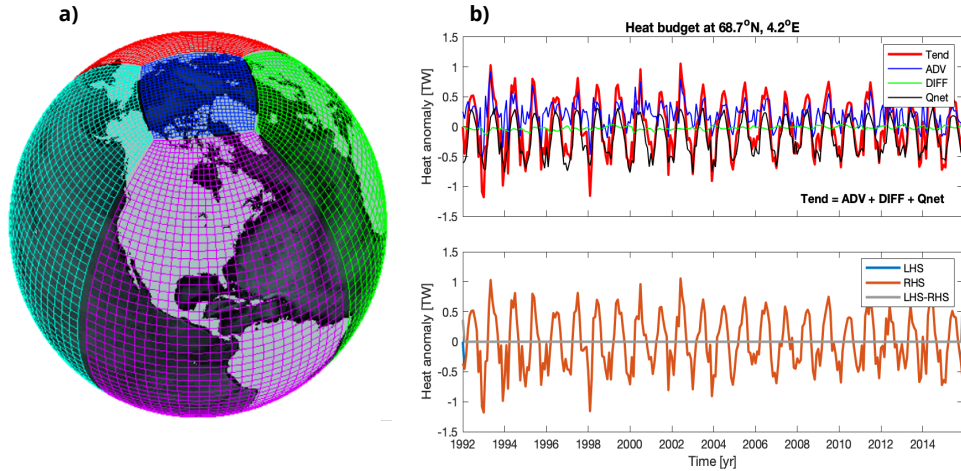 a)
b)
Heat budget at 68.7°N, 4.2°E
Heat anomaly [TW]
1.5
1
0.5
0
-0.5
-1
-1.5
Tend
ADV
DIFF
Qnet
Tend = ADV + DIFF + Qnet
Heat anomaly [TW]
1.5
1
0.5
0
-0.5
-1
-1.5
LHS
RHS
LHS-RHS
1992 1994 1996 1998 2000 2002 2004 2006 2008 2010 2012 2014
Time [yr]